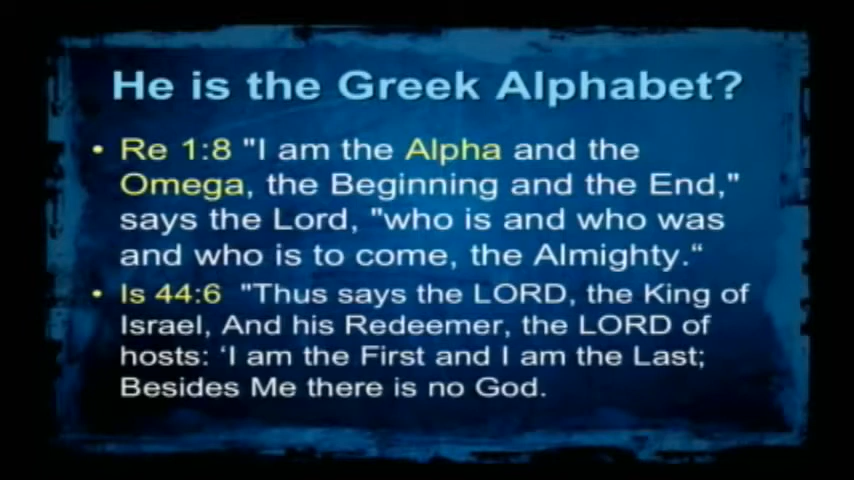 He is the Greek Alphabet?
• Re 1:8 "I am the Alpha and the
Omega, the Beginning and the End,"
says the Lord, "who is and who was
and who is to come, the Almighty.“
• Is 44:6 "Thus says the LORD, the King of
Israel, And his Redeemer, the LORD of
hosts: ‘I am the First and I am the Last;
Besides Me there is no God.